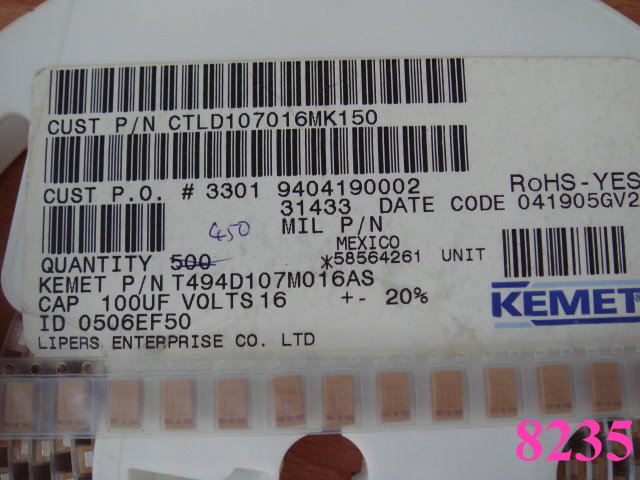 CUST P/N CTLD107016MK150
CUST P.O. # 3301 9404190002 RoHS-YES
31433 DATE CODE 041905GV2
450 MIL P/N
MEXICO
QUANTITY 500 *58564261 UNIT
KEMET P/N T494D107M016AS
CAP 100UF VOLTS 16 +- 20% KEMET
ID 0506EF50
LIPERS ENTERPRISE CO. LTD
8235